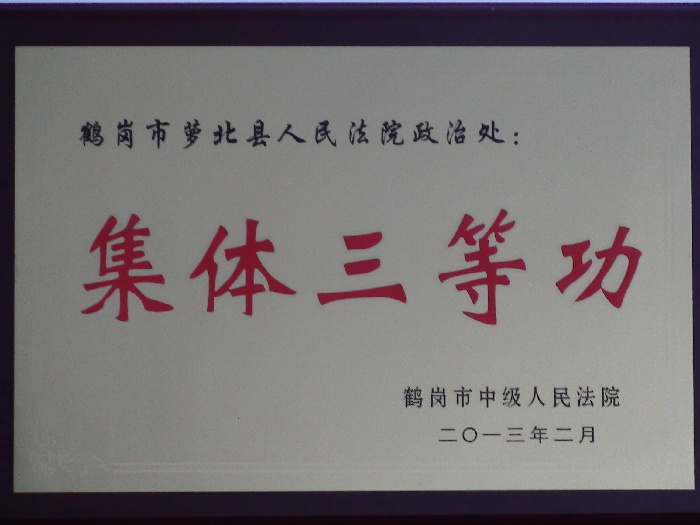 鹤岗市萝北县人民法院政治处：
集体三等功
鹤岗市中级人民法院
二〇一三年二月